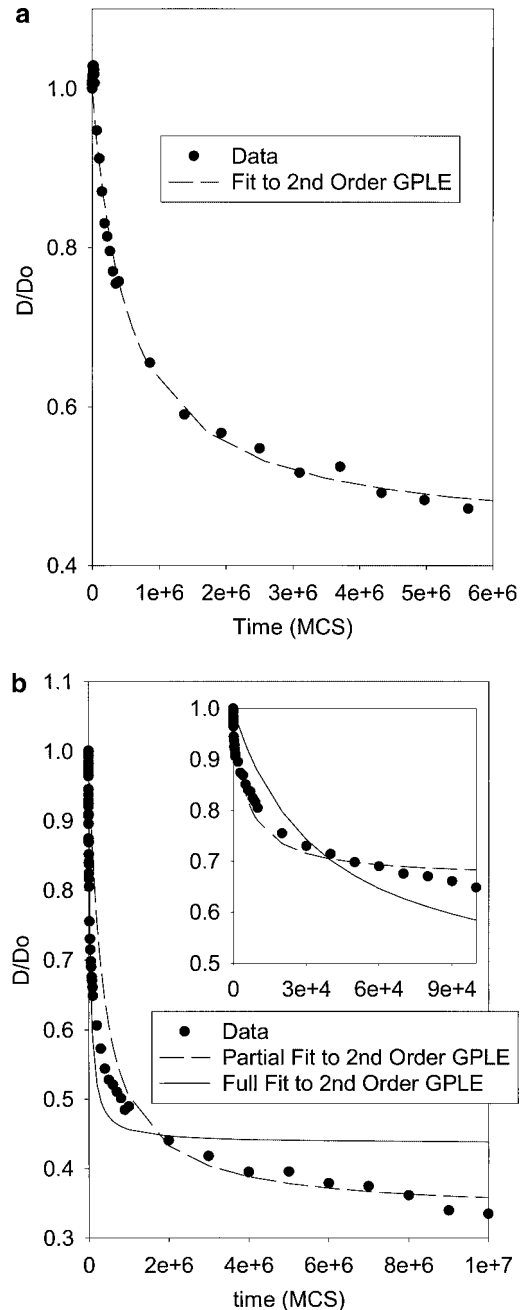 a
1.0
0.8
0.6
0.4
D/Do
Data
Fit to 2nd Order GPLE
0 1e+6 2e+6 3e+6 4e+6 5e+6 6e+6
Time (MCS)
b
1.1
1.0
0.9
0.8
0.7
0.6
0.5
0.4
0.3
D/Do
1.0
0.9
0.8
0.7
0.6
0.5
0 3e+4 6e+4 9e+4
Data
Partial Fit to 2nd Order GPLE
Full Fit to 2nd Order GPLE
0 2e+6 4e+6 6e+6 8e+6 1e+7
time (MCS)